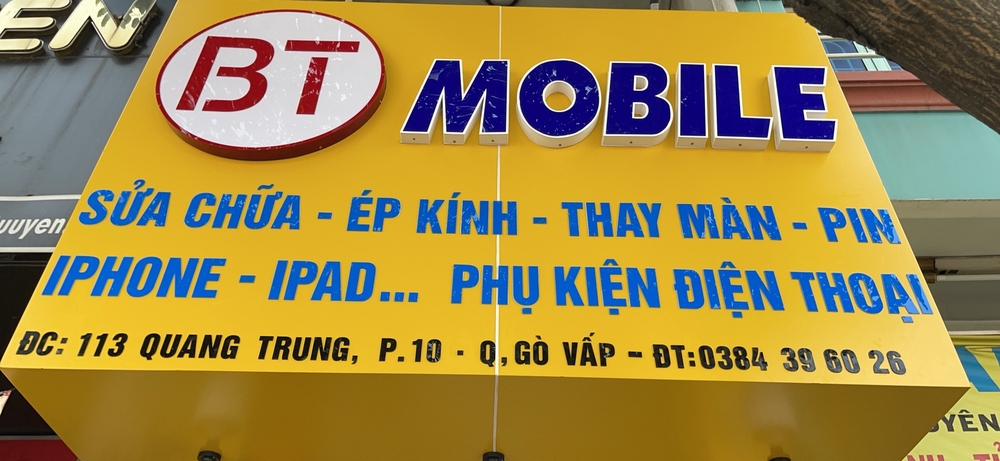 BT MOBILE
SỬA CHỮA - ÉP KÍNH - THAY MÀN - PIN
IPHONE - IPAD... PHỤ KIỆN ĐIỆN THOẠI
ĐC: 113 QUANG TRUNG, P.10 - Q,GÒ VẤP - ĐT:0384 39 60 26
EN